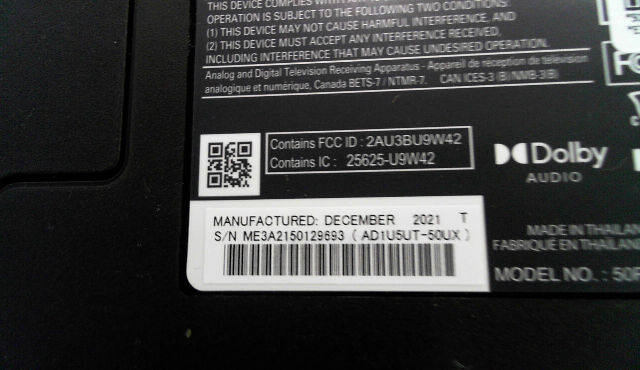 THIS DEVICE COMPLIES WITH
OPERATION IS SUBJECT TO THE FOLLOWING TWO CONDITIONS:
(1) THIS DEVICE MAY NOT CAUSE HARMFUL INTERFERENCE, AND
(2) THIS DEVICE MUST ACCEPT ANY INTERFERENCE RECEIVED,
INCLUDING INTERFERENCE THAT MAY CAUSE UNDESIRED OPERATION.
Analog and Digital Television Receiving Apparatus - Appareil de réception de télévision
analogique et numérique, Canada BETS-7 / NTMR-7. CAN ICES-3 (B)/NMB-3(B)
Contains FCC ID : 2AU3BU9W42
Contains IC : 25625-U9W42
Dolby
AUDIO
MANUFACTURED: DECEMBER 2021 T
S/N ME3A2150129693 ( AD1U5UT-50UX )
MADE IN THAILAN
FABRIQUÉ EN THAÏLAN
MODEL NO. : 50